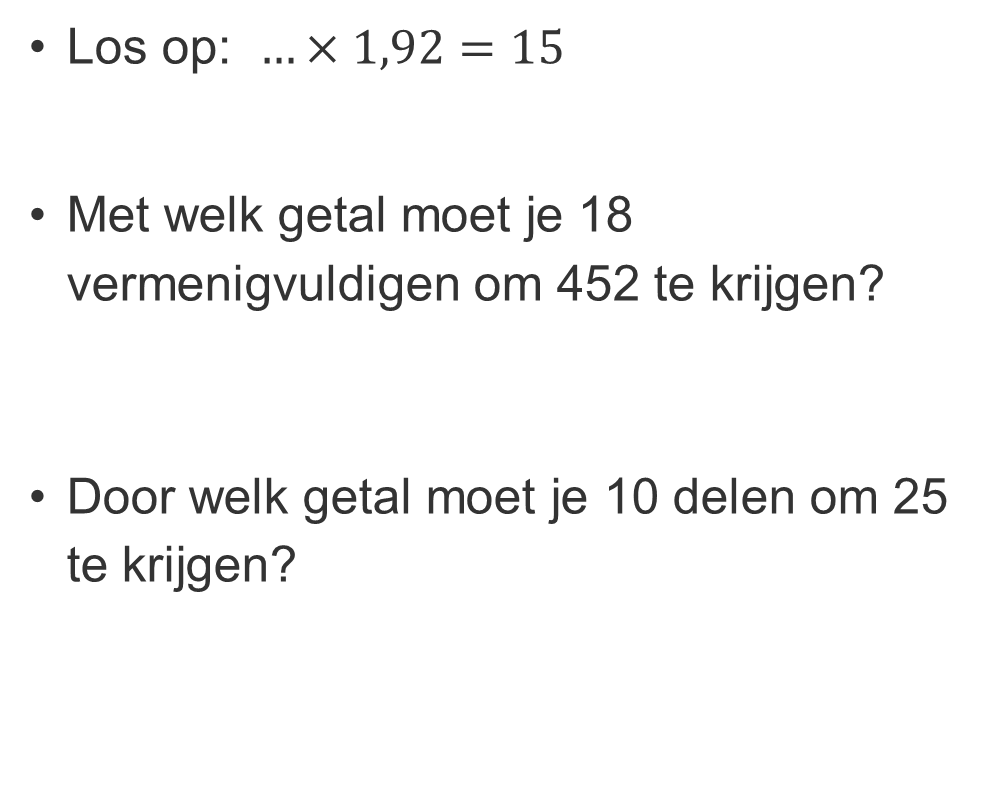 • Los op: ... × 1,92 = 15
• Met welk getal moet je 18
vermenigvuldigen om 452 te krijgen?
• Door welk getal moet je 10 delen om 25
te krijgen?